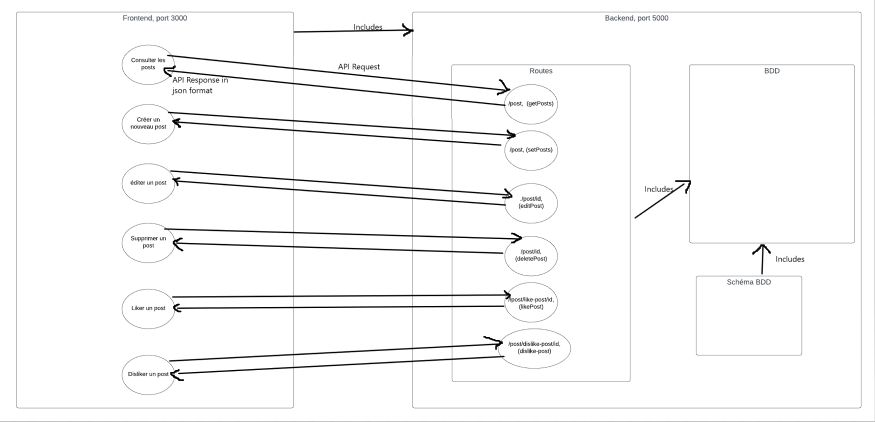 Frontend, port 3000
Includes
Backend, port 5000
Consulter les
posts
API Request
API Response in
json format
Routes
/post, (getPosts)
BDD
Créer un
nouveau post
/post, (setPosts)
éditer un post
/post/id,
(editPost)
Includes
Supprimer un
post
/post/id,
(deletePost)
Includes
Schéma BDD
Liker un post
/post/like-post/id,
(likePost)
Disliker un post
/post/dislike-post/id,
(dislike-post)